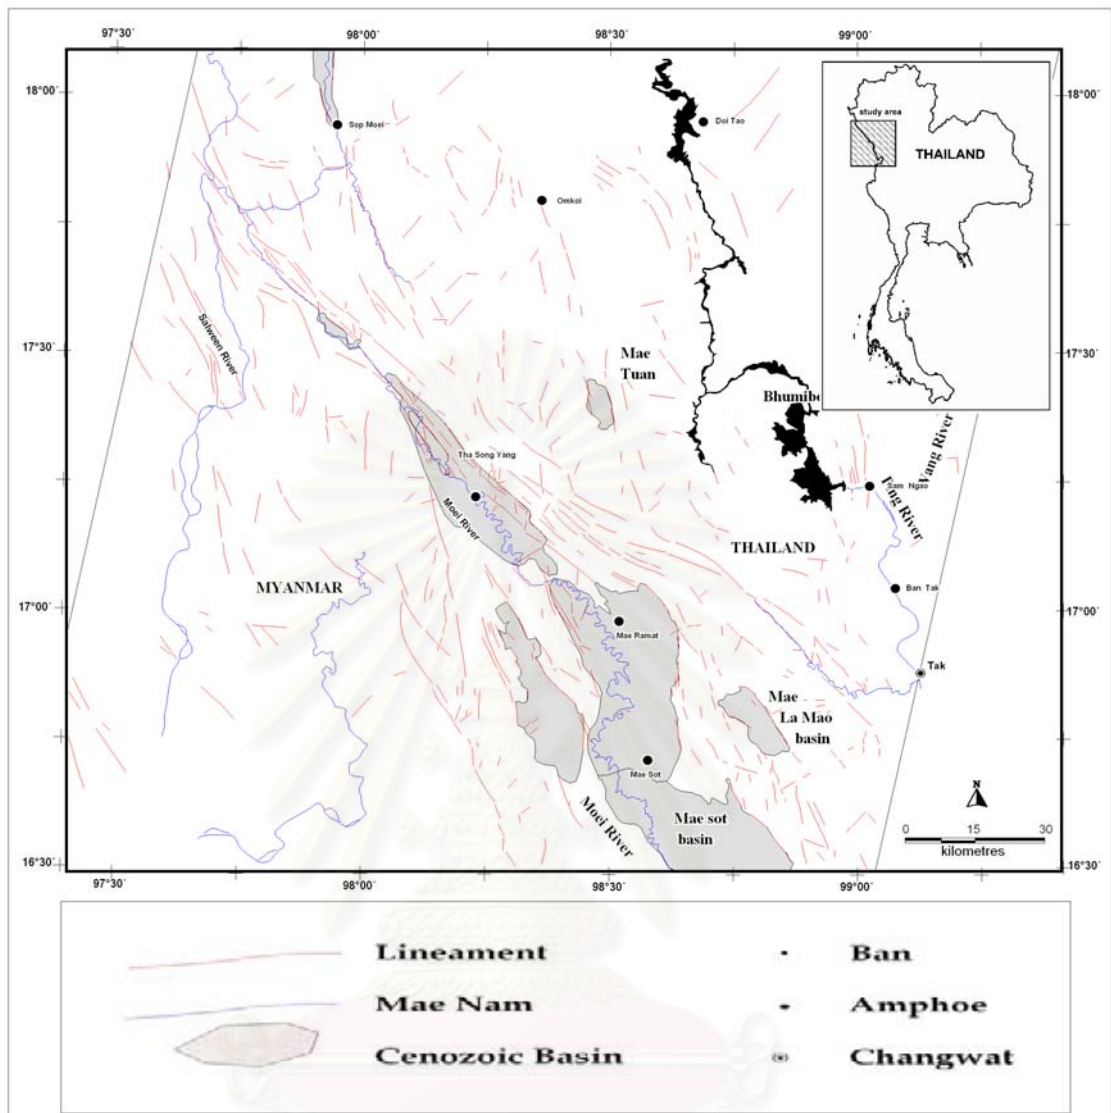 97°30´
98°00´
98°30´
99°00´
18°00´
18°00´
Sop Moei
Doi Tao
study area
THAILAND
Omkoi
Salween River
17°30´
17°30´
Mae
Tuan
Vang River
Tha Song Yang
Sam Ngao
Moei River
THAILAND
MYANMAR
Ban Tak
17°00´
17°00´
Mae Ramat
Tak
Mae
La Mao
basin
Mae Sot
Moei River
Mae sot
basin
N
0 15 30
kilometres
16°30´
16°30´
97°30´
98°00´
98°30´
99°00´
Lineament
Ban
Mae Nam
Amphoe
Cenozoic Basin
Changwat